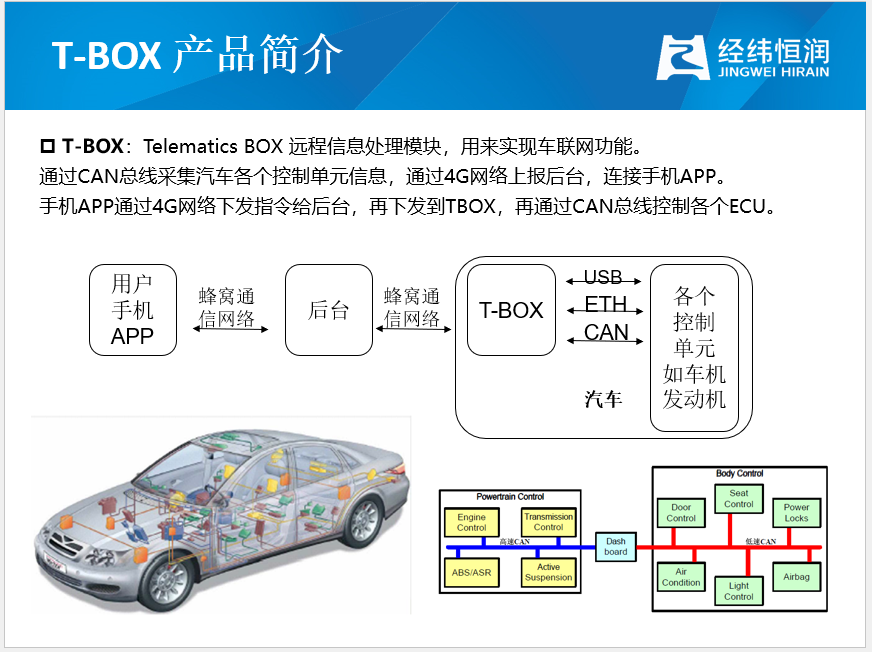 T-BOX 产品简介
经纬恒润
JINGWEI HIRAIN
T-BOX：Telematics BOX 远程信息处理模块，用来实现车联网功能。
通过CAN总线采集汽车各个控制单元信息，通过4G网络上报后台，连接手机APP。
手机APP通过4G网络下发指令给后台，再下发到TBOX，再通过CAN总线控制各个ECU。
用户
手机
APP
蜂窝通
信网络
后台
蜂窝通
信网络
T-BOX
USB
ETH
CAN
各个
控制
单元
如车机
发动机
汽车
Powertrain Control
Engine
Control
Transmission
Control
高速CAN
ABS/ASR
Active
Suspension
Dash
board
Body Control
Door
Control
Seat
Control
Power
Locks
低速CAN
Air
Condition
Light
Control
Airbag